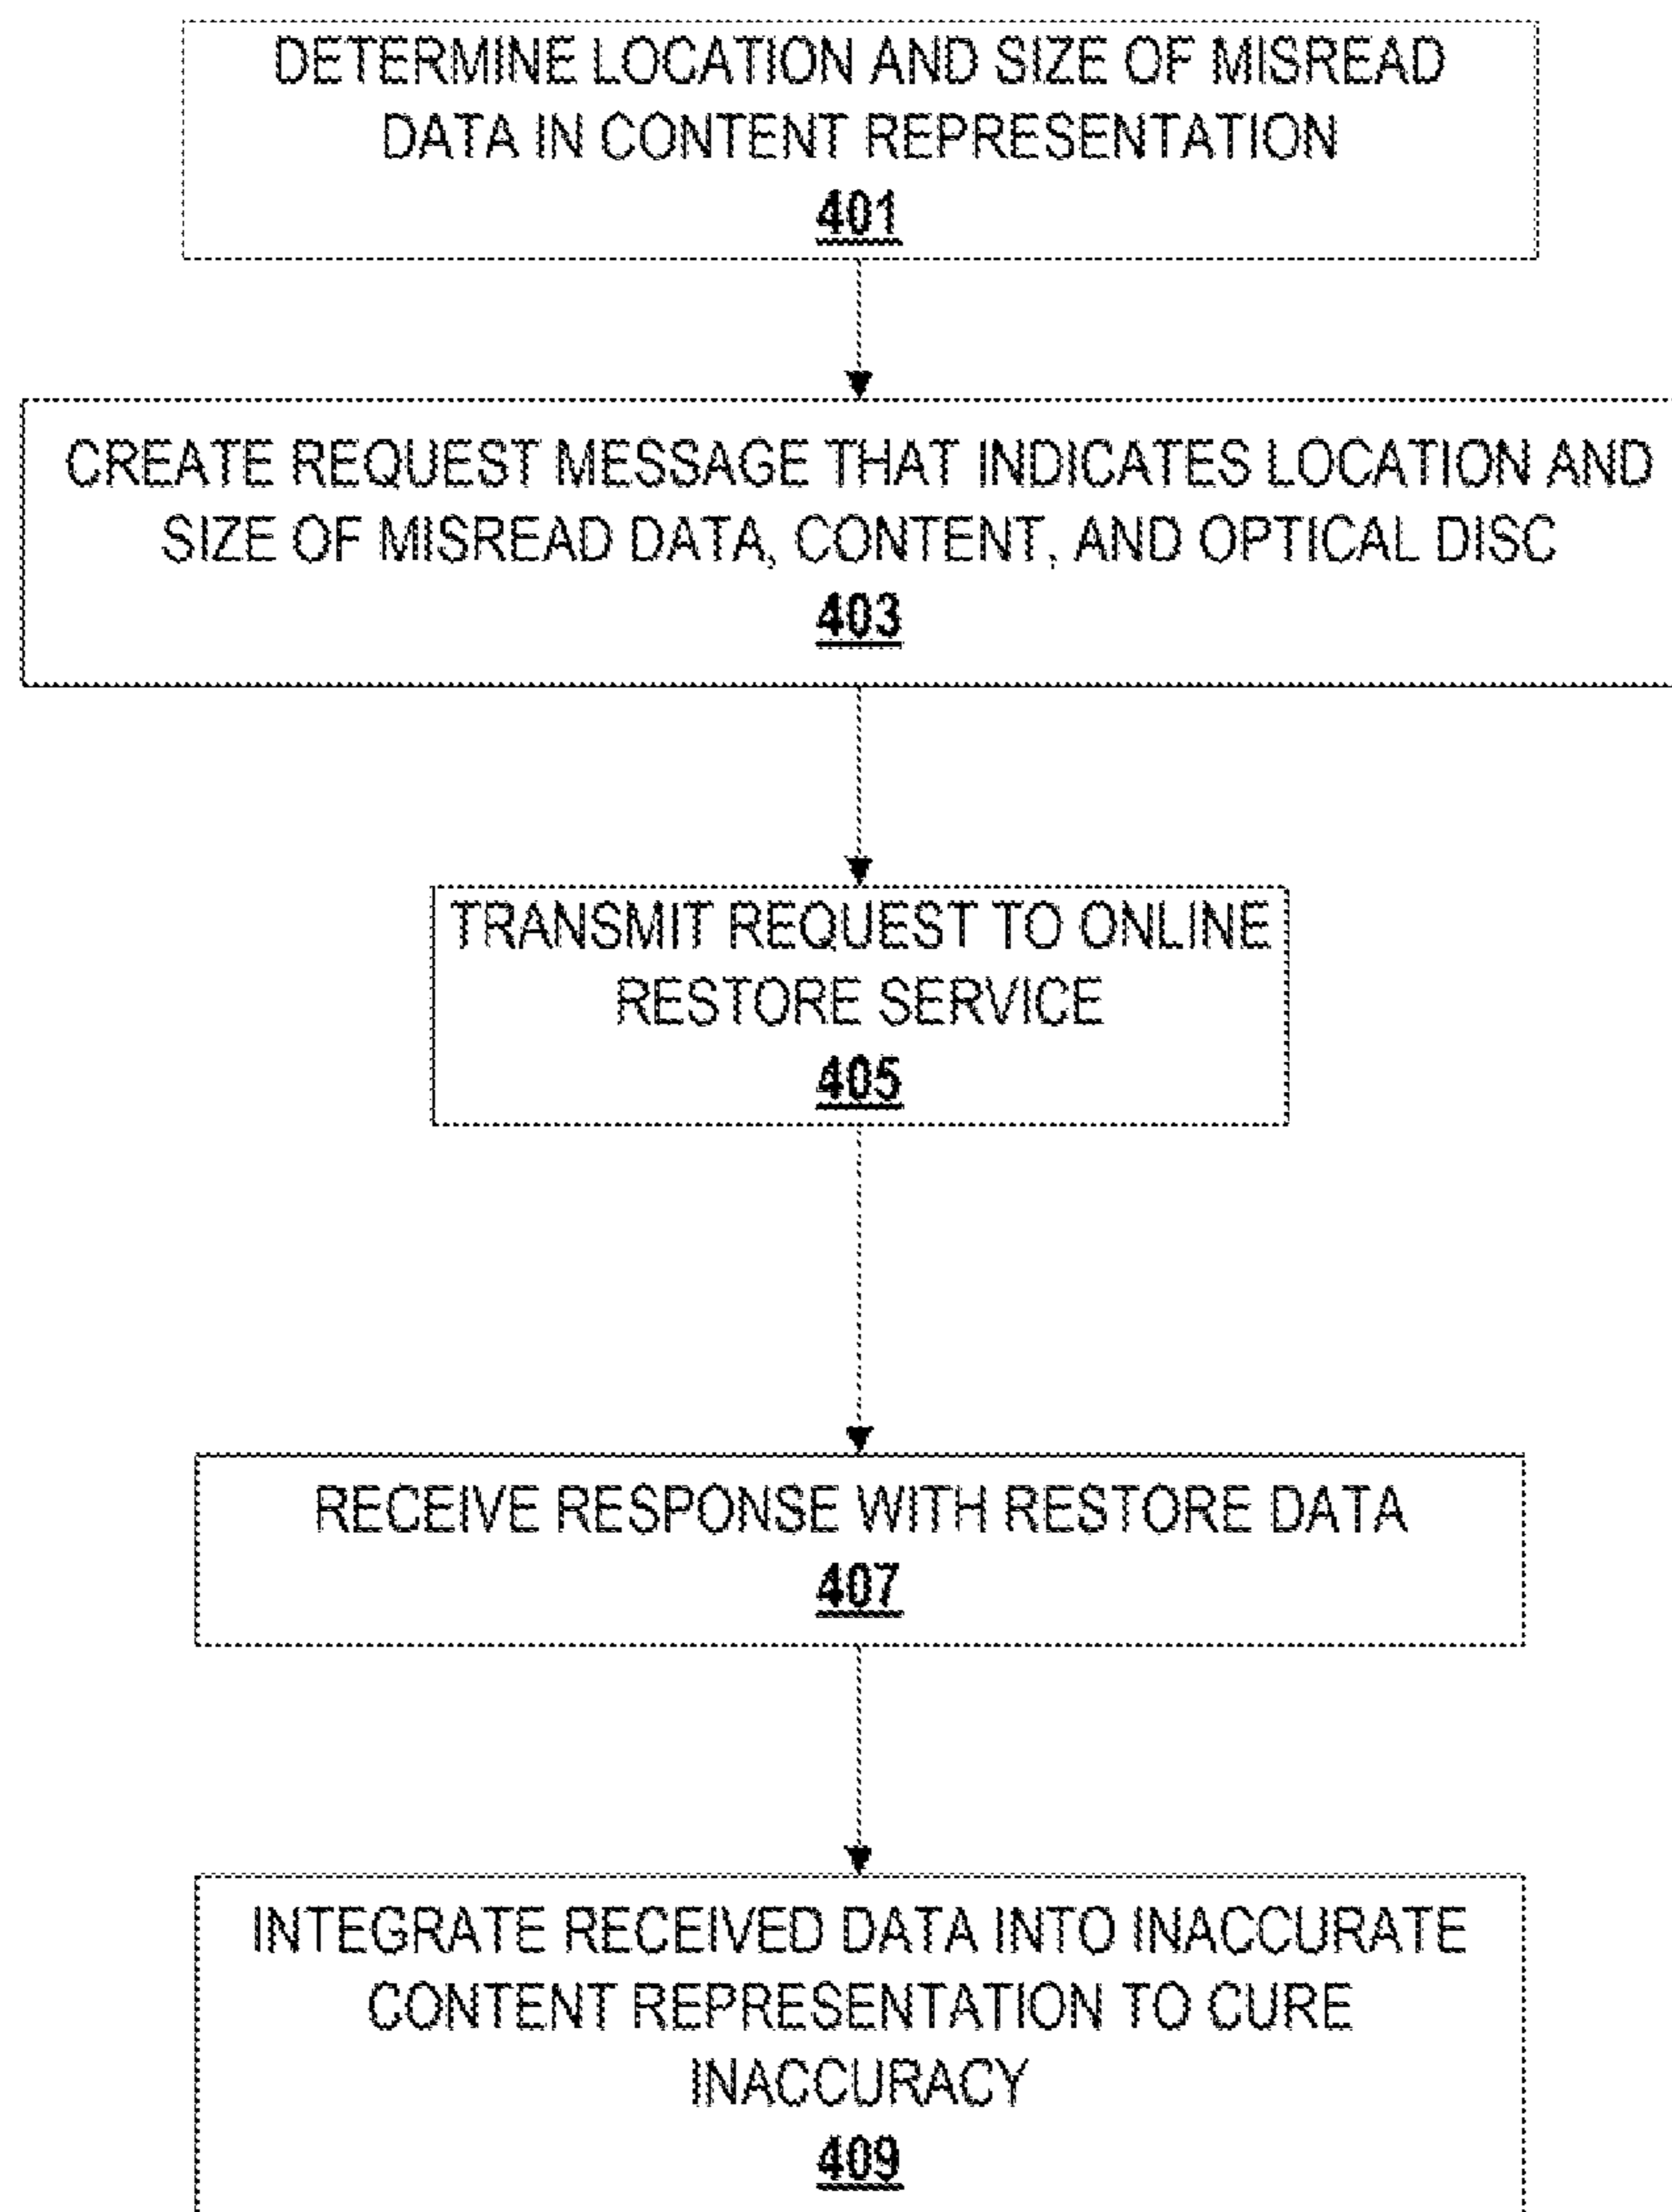 DETERMINE LOCATION AND SIZE OF MISREAD
DATA IN CONTENT REPRESENTATION
401
CREATE REQUEST MESSAGE THAT INDICATES LOCATION AND
SIZE OF MISREAD DATA, CONTENT, AND OPTICAL DISC
403
TRANSMIT REQUEST TO ONLINE
RESTORE SERVICE
405
RECEIVE RESPONSE WITH RESTORE DATA
407
INTEGRATE RECEIVED DATA INTO INACCURATE
CONTENT REPRESENTATION TO CURE
INACCURACY
409